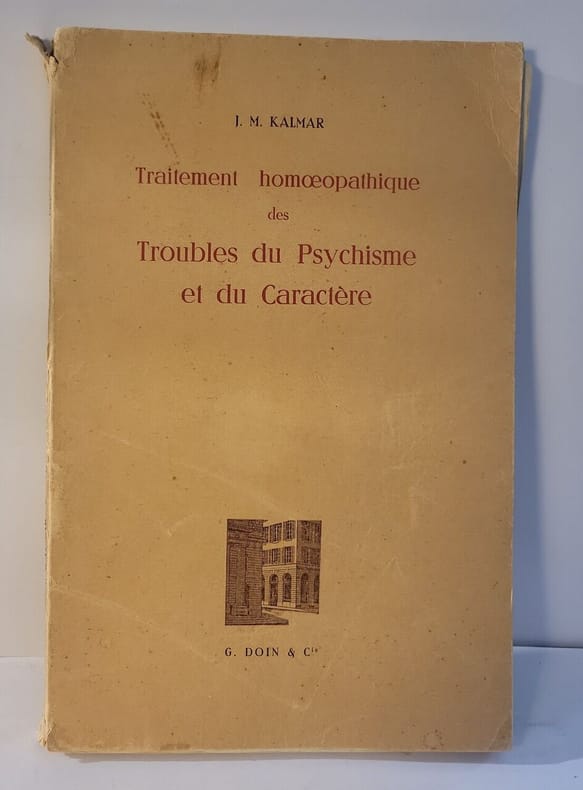 J. M. KALMAR
Traitement homœopathique
des
Troubles du Psychisme
et du Caractère
G. DOIN & Cie